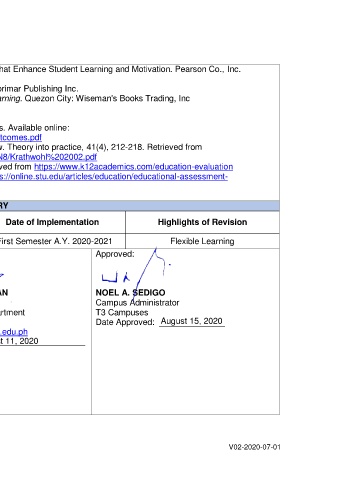 hat Enhance Student Learning and Motivation. Pearson Co., Inc.
rimar Publishing Inc.
arning. Quezon City: Wiseman's Books Trading, Inc
s. Available online:
tcomes.pdf
w. Theory into practice, 41(4), 212-218. Retrieved from
N8/Krathwohl%202002.pdf
ved from https://www.k12academics.com/education-evaluation
s://online.stu.edu/articles/education/educational-assessment-
RY
Date of Implementation Highlights of Revision
First Semester A.Y. 2020-2021 Flexible Learning
Approved:
AN
NOEL A. SEDIGO
Campus Administrator
rtment
T3 Campuses
Date Approved: August 15, 2020
.edu.ph
t 11, 2020
V02-2020-07-01